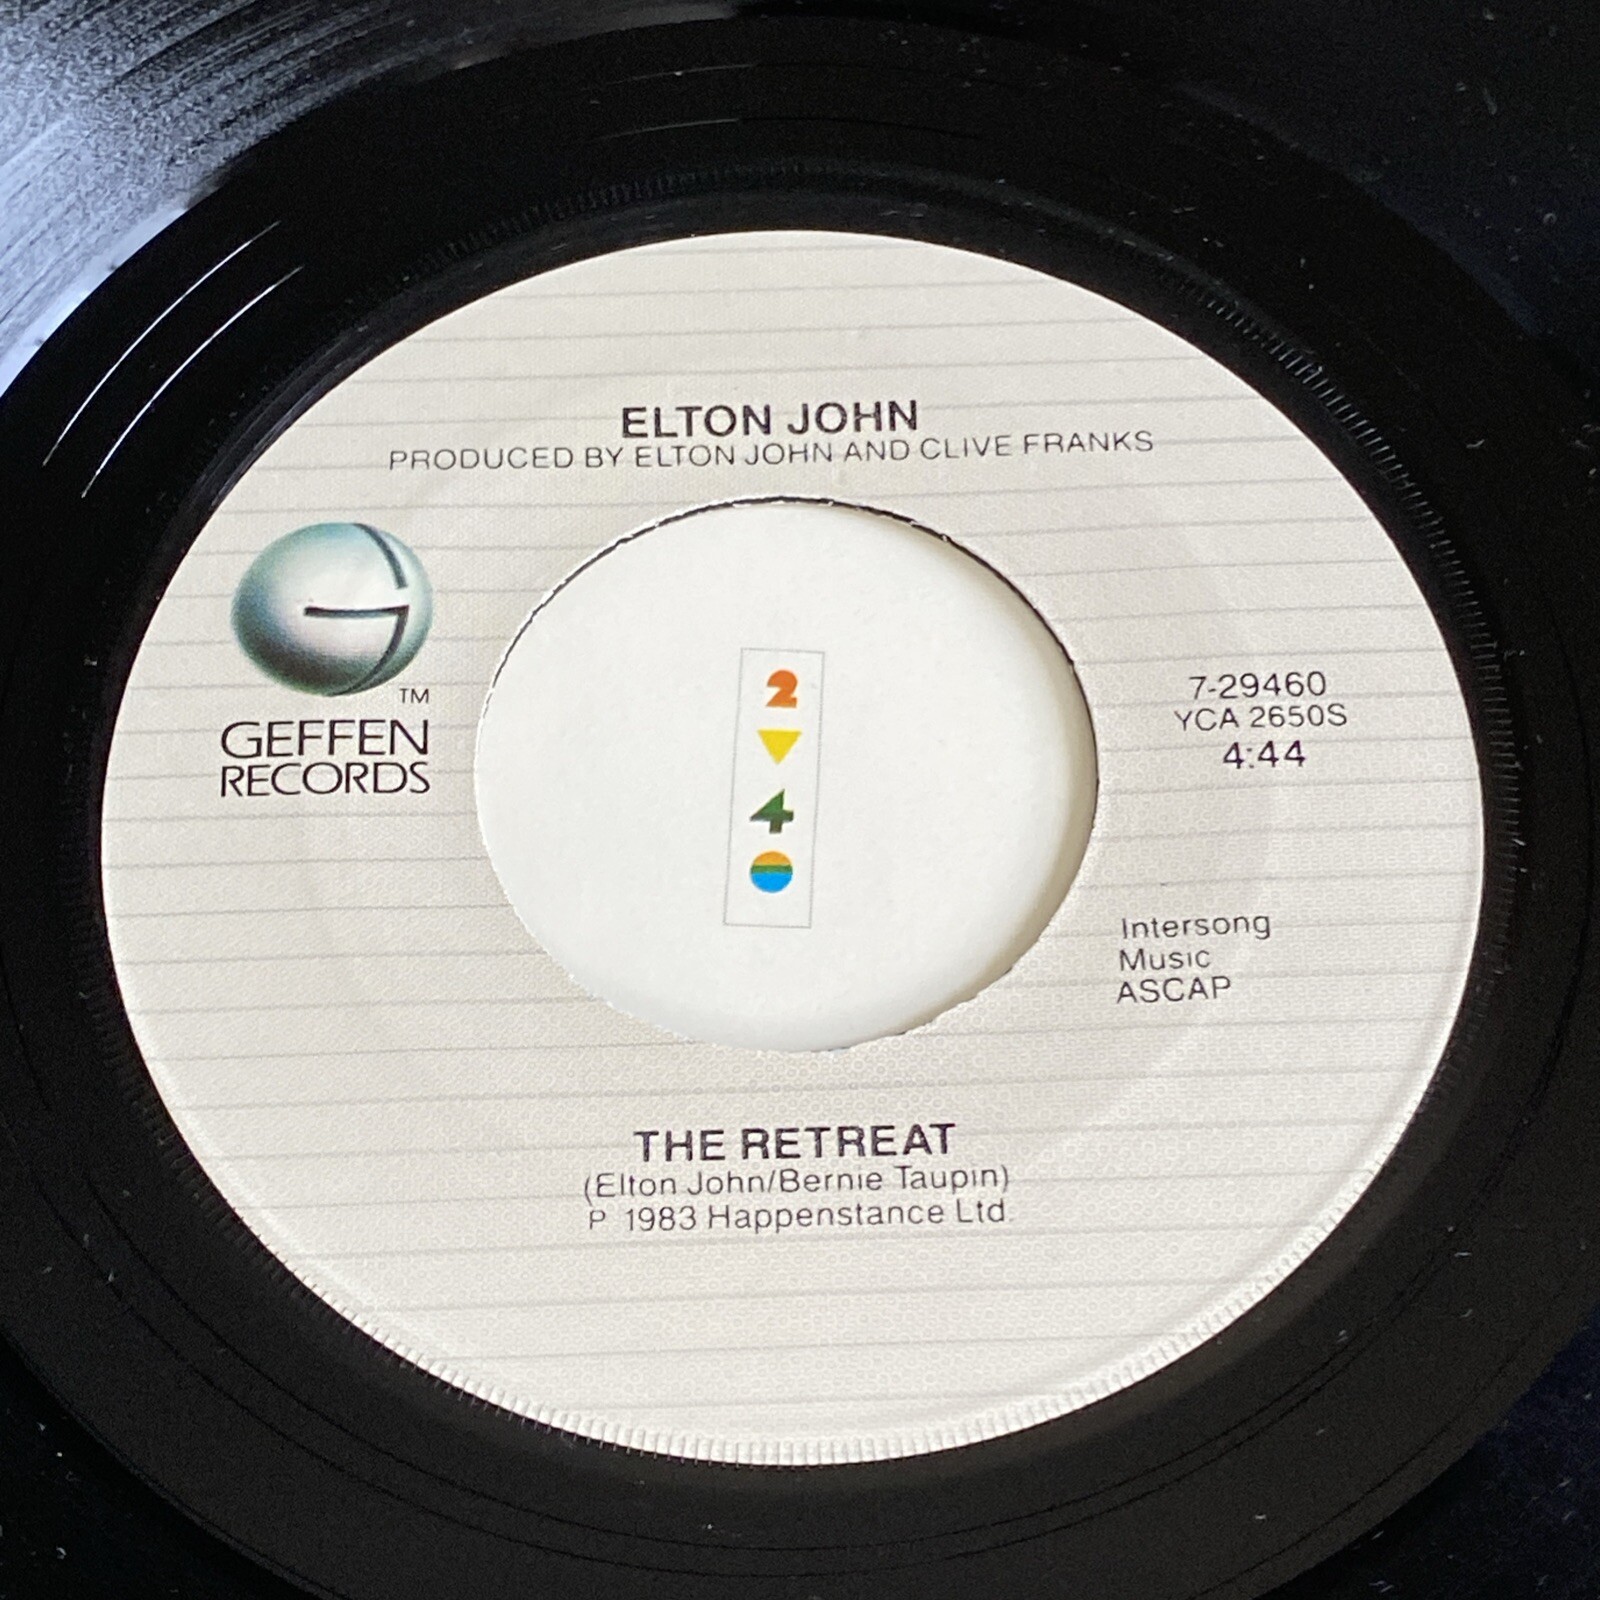 ELTON JOHN
PRODUCED BY ELTON JOHN AND CLIVE FRANKS
TM
GEFFEN
RECORDS
2
4
7-29460
YCA 2650S
4:44
Intersong
Music
ASCAP
THE RETREAT
(Elton John/Bernie Taupin)
P 1983 Happenstance Ltd.